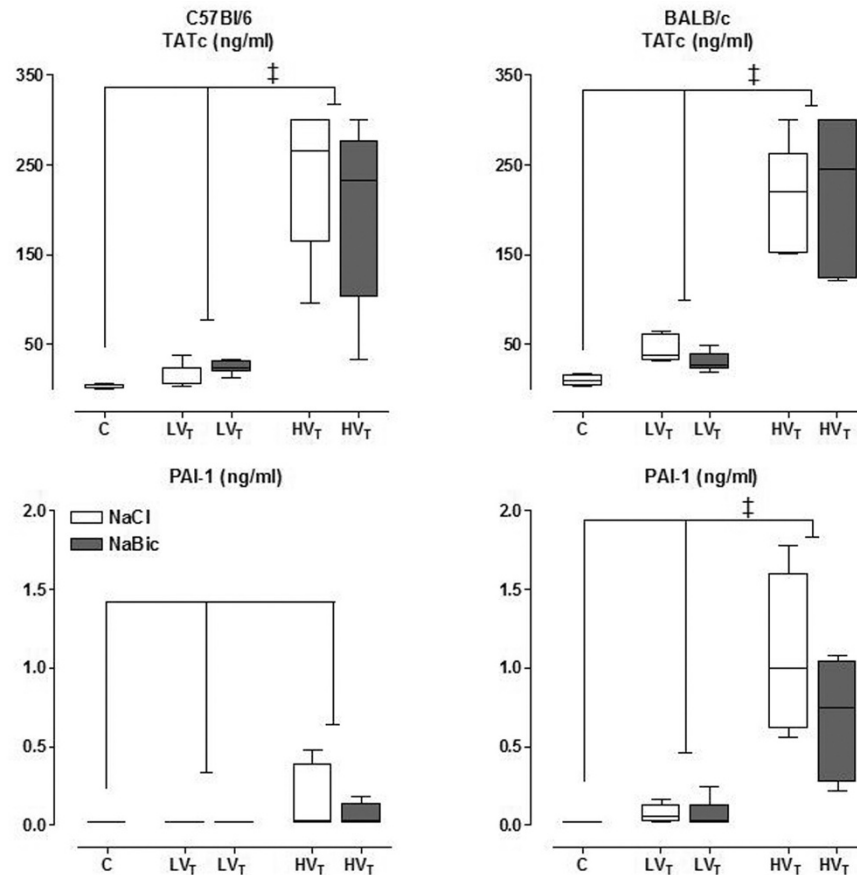 C57Bl/6
TATc (ng/ml)
‡
350
250
150
50
C LVT LVT HVT HVT
BALB/c
TATc (ng/ml)
‡
350
250
150
50
C LVT LVT HVT HVT
PAI-1 (ng/ml)
2.0
NaCl
NaBic
1.5
1.0
0.5
0.0
C LVT LVT HVT HVT
PAI-1 (ng/ml)
‡
2.0
1.5
1.0
0.5
0.0
C LVT LVT HVT HVT